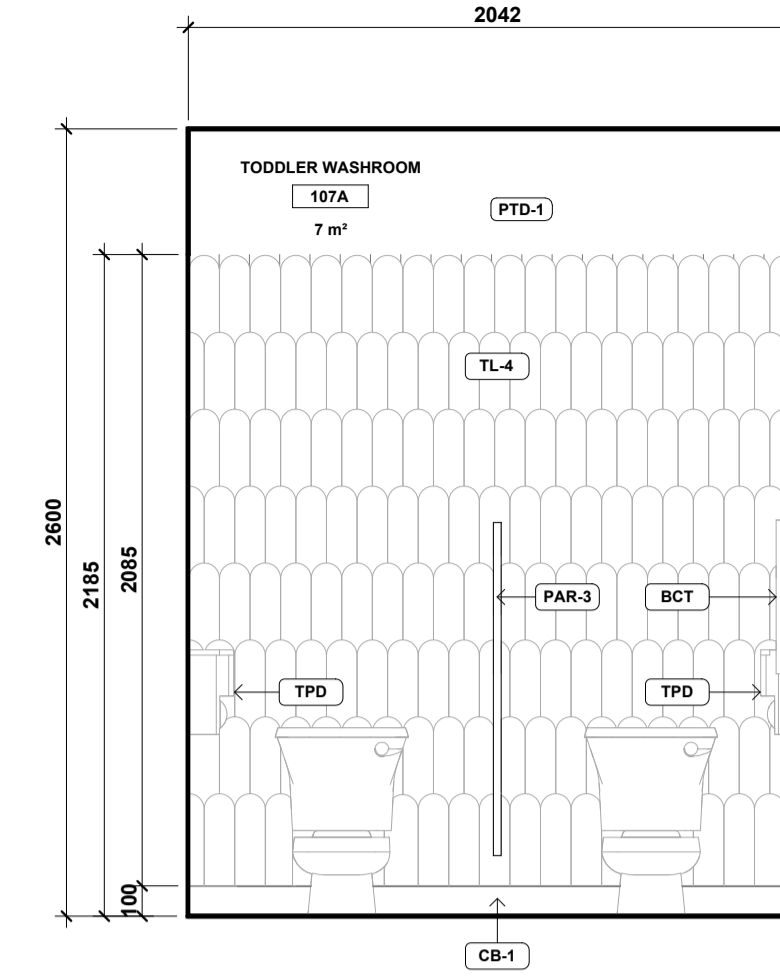 2042
TODDLER WASHROOM
107A
7 m²
PTD-1
TL-4
2600
2185
2085
PAR-3
BCT
TPD
TPD
100
CB-1